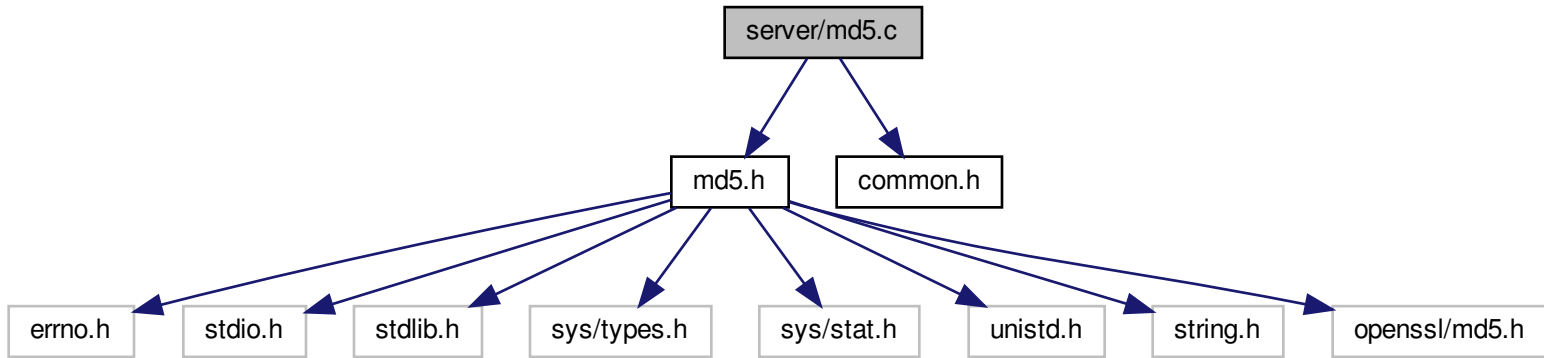 server/md5.c
md5.h
common.h
errno.h
stdio.h
stdlib.h
sys/types.h
sys/stat.h
unistd.h
string.h
openssl/md5.h